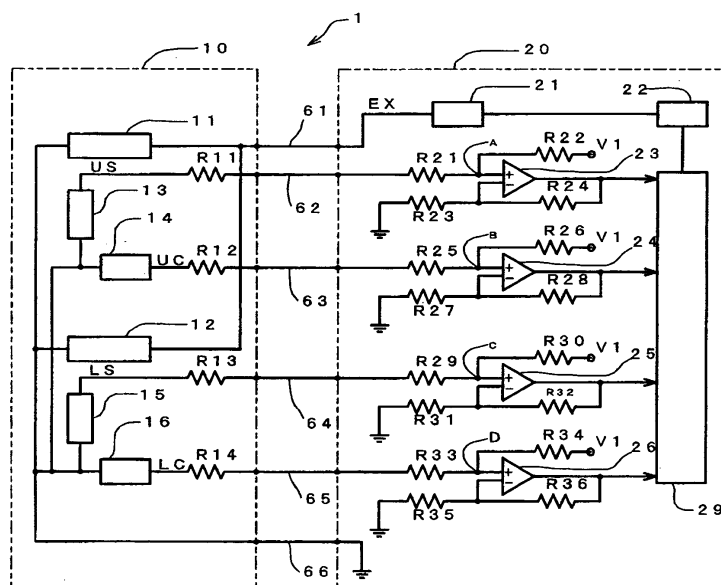 1
10
20
21
22
11
61
EX
A
R22
V1
23
US
R11
R21
+
−
R24
13
14
62
R23
B
R26
V1
24
UC
R12
R25
+
−
R28
12
63
R27
C
R30
V1
25
LS
R13
R29
+
−
R32
15
16
64
R31
D
R34
V1
26
LC
R14
R33
+
−
R36
65
R35
29
66